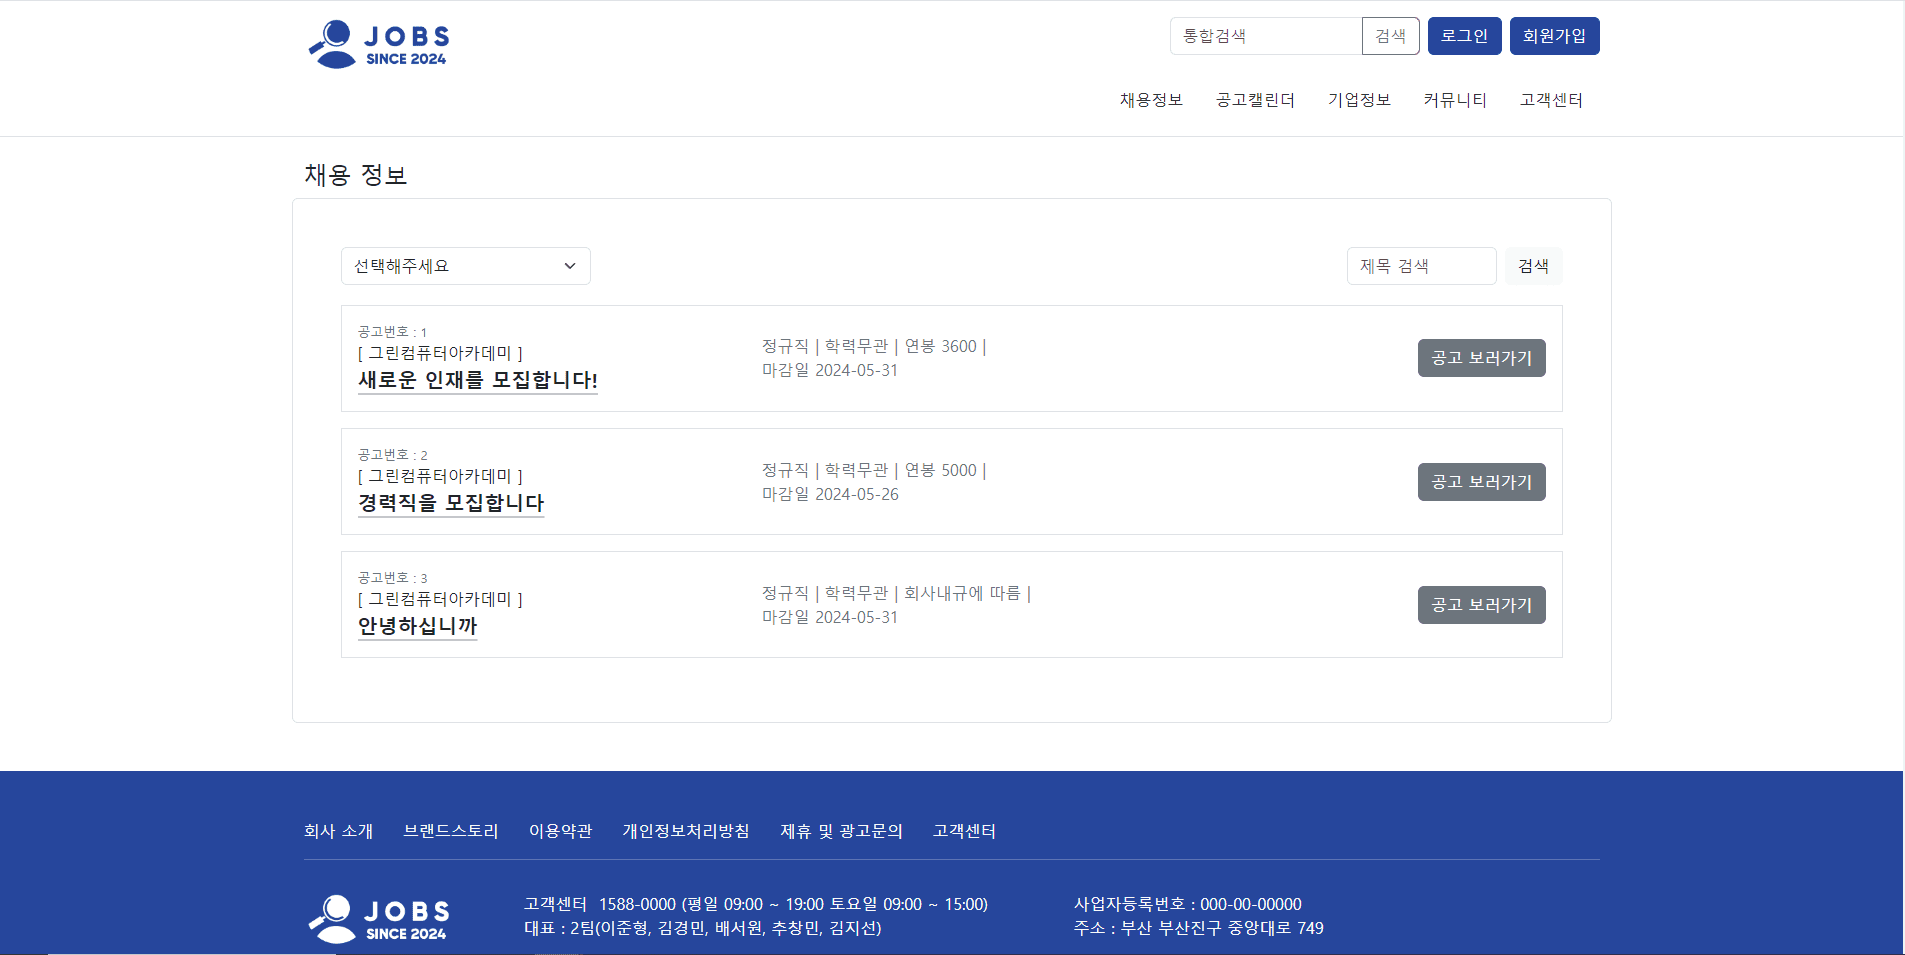 JOBS
SINCE 2024
통합검색 검색 로그인 회원가입
채용정보 공고캘린더 기업정보 커뮤니티 고객센터
채용 정보
선택해주세요 제목 검색 검색
공고번호 : 1
[ 그린컴퓨터아카데미 ]
새로운 인재를 모집합니다!
정규직 | 학력무관 | 연봉 3600 |
마감일 2024-05-31
공고 보러가기
공고번호 : 2
[ 그린컴퓨터아카데미 ]
경력직을 모집합니다
정규직 | 학력무관 | 연봉 5000 |
마감일 2024-05-26
공고 보러가기
공고번호 : 3
[ 그린컴퓨터아카데미 ]
안녕하십니까
정규직 | 학력무관 | 회사내규에 따름 |
마감일 2024-05-31
공고 보러가기
회사 소개 브랜드스토리 이용약관 개인정보처리방침 제휴 및 광고문의 고객센터
JOBS
SINCE 2024
고객센터 1588-0000 (평일 09:00 ~ 19:00 토요일 09:00 ~ 15:00)
대표 : 2팀(이준형, 김경민, 배서원, 추창민, 김지선)
사업자등록번호 : 000-00-00000
주소 : 부산 부산진구 중앙대로 749